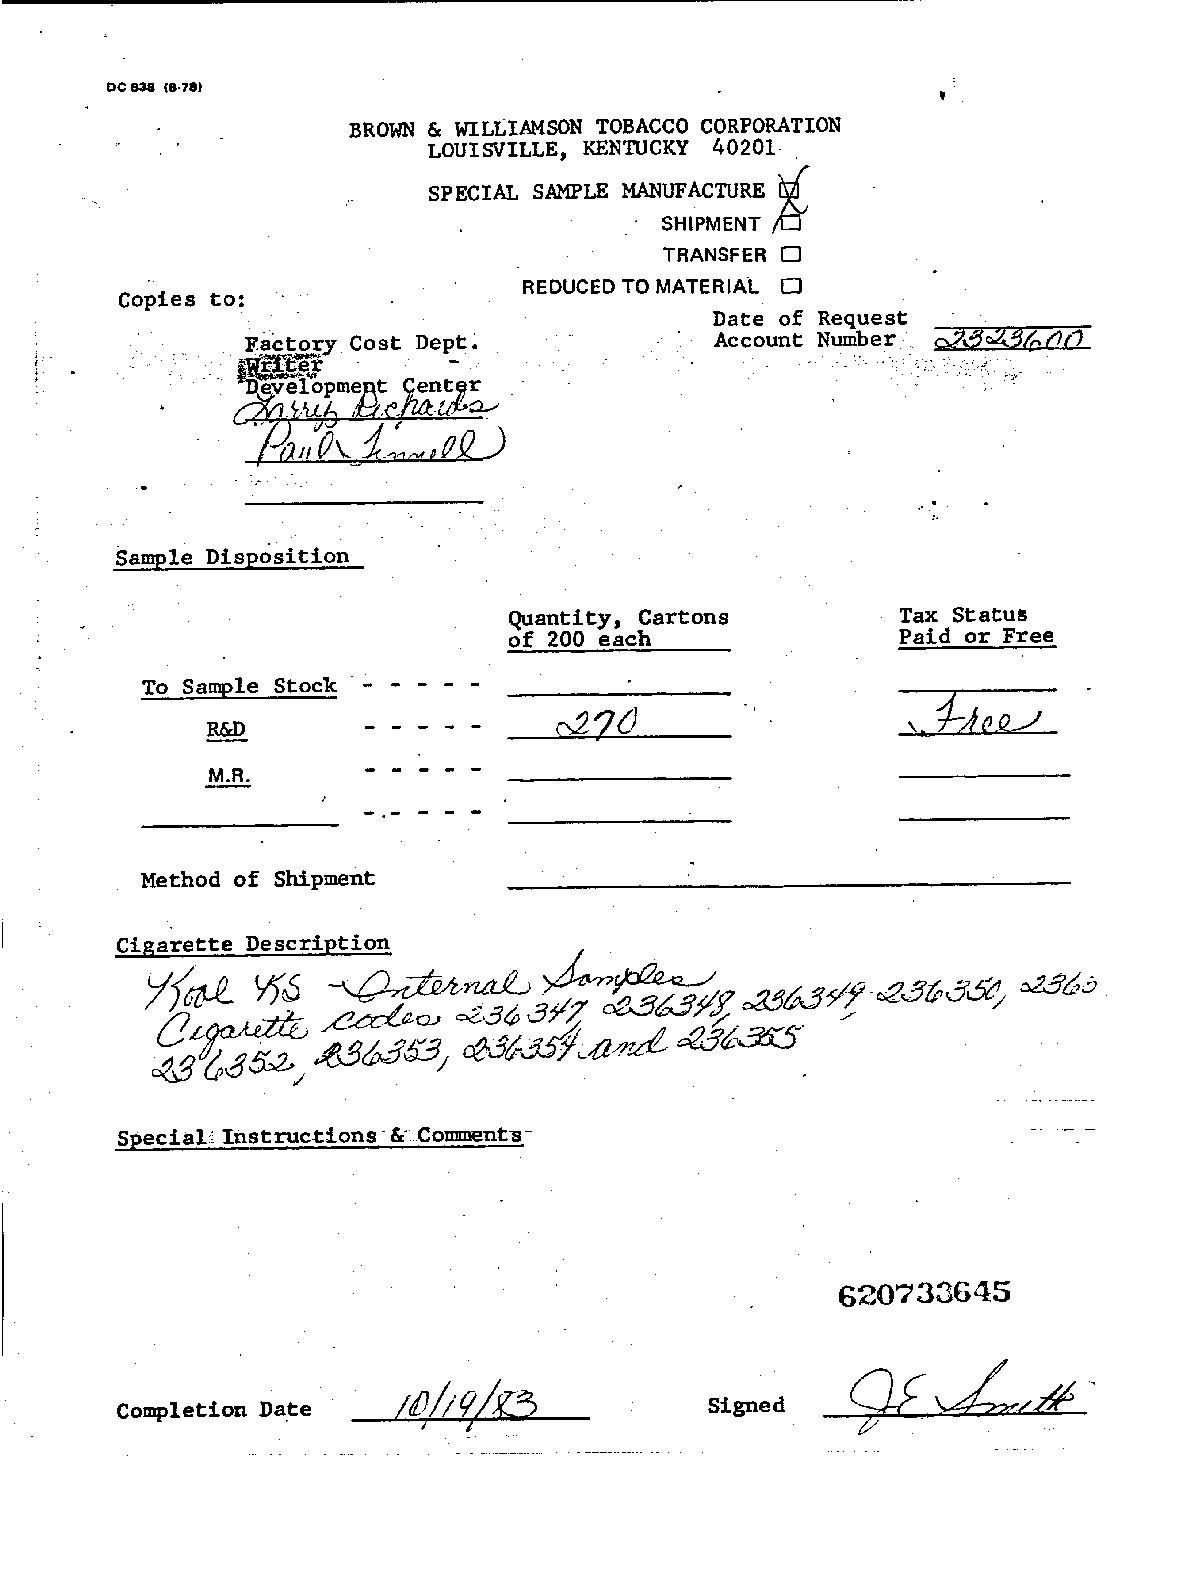 DC 838 (8-78)
BROWN & WILLIAMSON TOBACCO CORPORATION
LOUISVILLE, KENTUCKY 40201
SPECIAL SAMPLE MANUFACTURE
SHIPMENT
TRANSFER
REDUCED TO MATERIAL
Copies to:
Date of Request
Factory Cost Dept.
Account Number 2323600
Writer
Development Center
Larry Richards
Paul
Sample Disposition
Quantity, Cartons Tax Status
of 200 each Paid or Free
To Sample Stock - - - - -
R&D - - - - - 270 Free
M.R. - - - - -
- - - - - -
Method of Shipment
Cigarette Description
Kool KS - Internal Samples
Cigarette codes 236347, 236348, 236349, 236350,
236352, 236353, 236354 and 236355
Special Instructions & Comments
620733645
Completion Date 10/19/83 Signed JE Smith